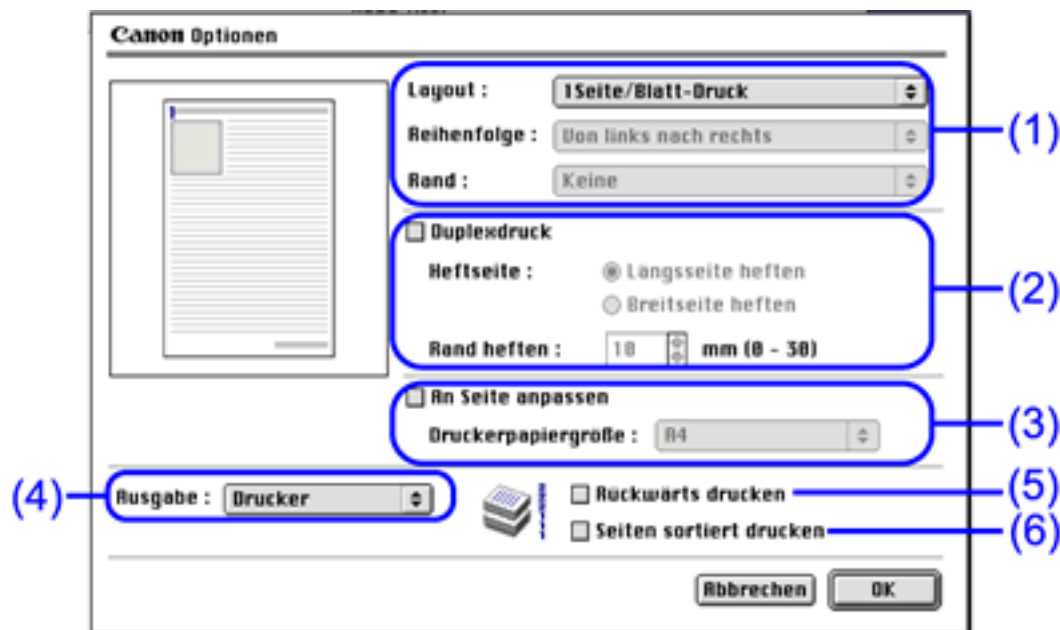 Canon Optionen
Layout : 1Seite/Blatt-Druck
(1)
Reihenfolge : Von links nach rechts
Rand : Keine
Duplexdruck
Heftseite : Längsseite heften
(2)
Breitseite heften
Rand heften : 10 mm (0 - 30)
An Seite anpassen
(3)
Druckerpapiergröße : A4
(4) Ausgabe : Drucker
Rückwärts drucken (5)
Seiten sortiert drucken (6)
Abbrechen OK